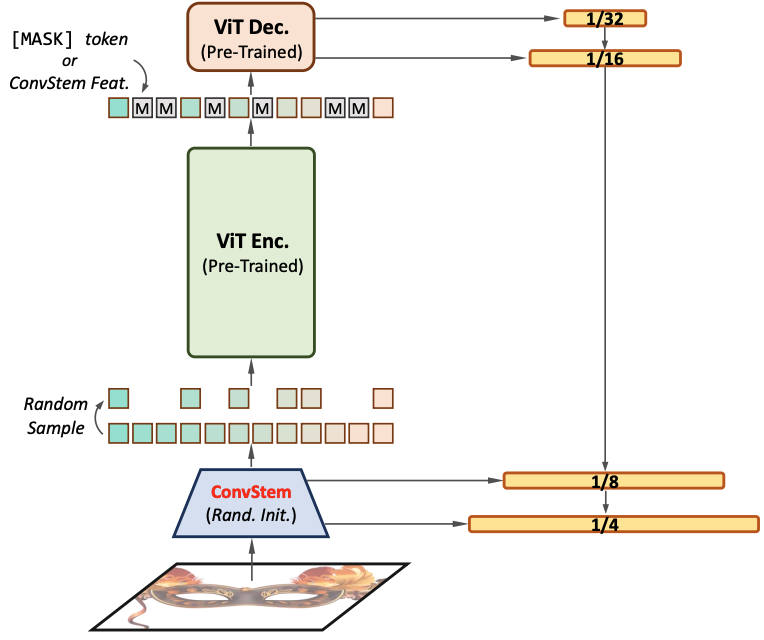 ViT Dec.
(Pre-Trained)
1/32
1/16
[MASK] token
or
ConvStem Feat.
M M M M M M
ViT Enc.
(Pre-Trained)
Random
Sample
ConvStem
(Rand. Init.)
1/8
1/4